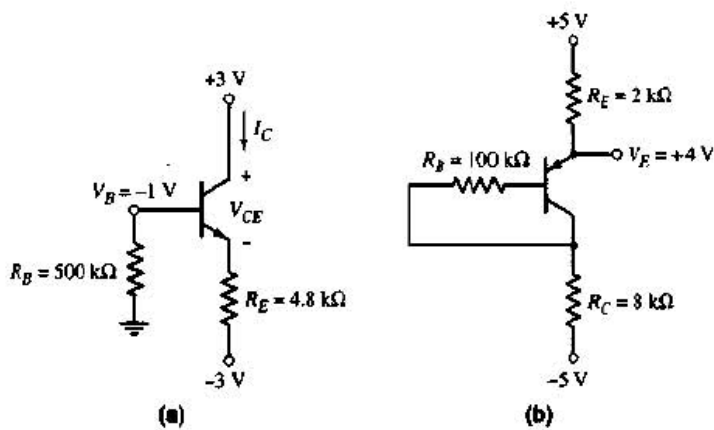 +3 V
I_C
+
V_B = −1 V
V_CE
−
R_B = 500 kΩ
R_E = 4.8 kΩ
−3 V
(a)
+5 V
R_E = 2 kΩ
R_B = 100 kΩ
V_E = +4 V
R_C = 8 kΩ
−5 V
(b)